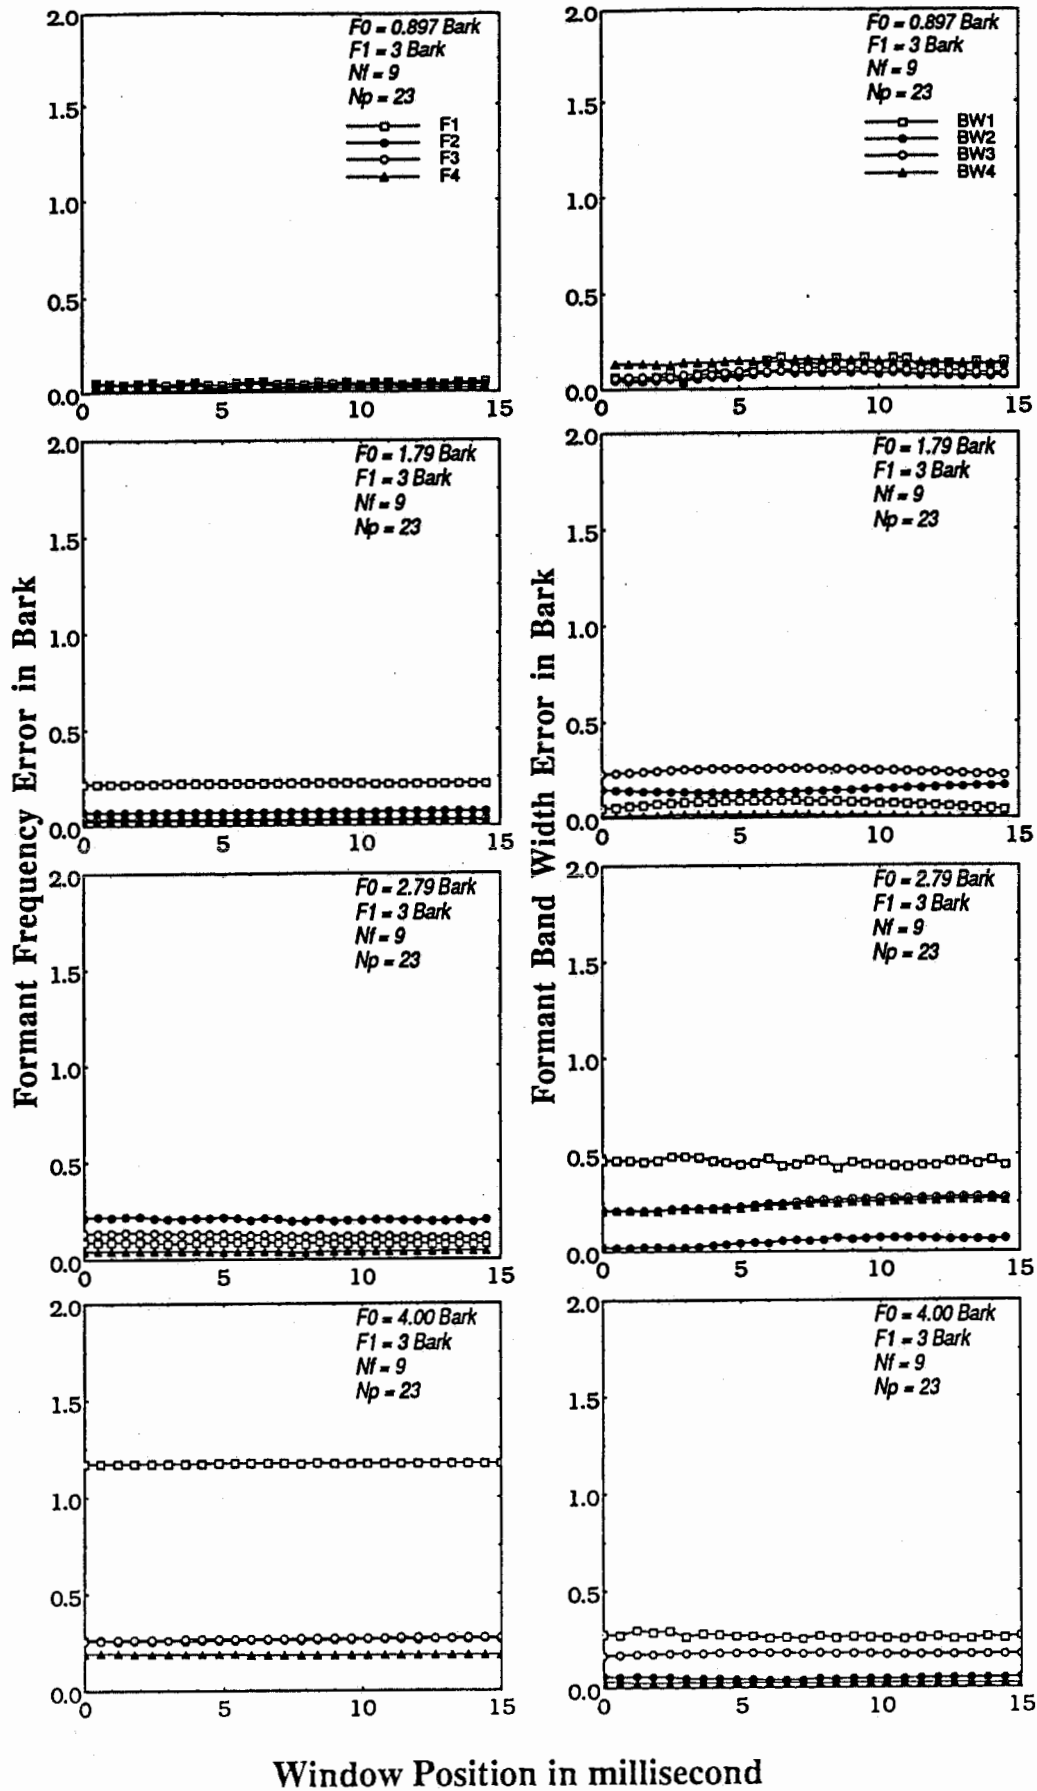 2.0
1.5
1.0
0.5
0.0
0 5 10 15
F0 = 0.897 Bark
F1 = 3 Bark
Nf = 9
Np = 23
F1
F2
F3
F4
2.0
1.5
1.0
0.5
0.0
0 5 10 15
F0 = 0.897 Bark
F1 = 3 Bark
Nf = 9
Np = 23
BW1
BW2
BW3
BW4
2.0
1.5
1.0
0.5
0.0
0 5 10 15
F0 = 1.79 Bark
F1 = 3 Bark
Nf = 9
Np = 23
2.0
1.5
1.0
0.5
0.0
0 5 10 15
F0 = 1.79 Bark
F1 = 3 Bark
Nf = 9
Np = 23
Formant Frequency Error in Bark
Formant Band Width Error in Bark
2.0
1.5
1.0
0.5
0.0
0 5 10 15
F0 = 2.79 Bark
F1 = 3 Bark
Nf = 9
Np = 23
2.0
1.5
1.0
0.5
0.0
0 5 10 15
F0 = 2.79 Bark
F1 = 3 Bark
Nf = 9
Np = 23
2.0
1.5
1.0
0.5
0.0
0 5 10 15
F0 = 4.00 Bark
F1 = 3 Bark
Nf = 9
Np = 23
2.0
1.5
1.0
0.5
0.0
0 5 10 15
F0 = 4.00 Bark
F1 = 3 Bark
Nf = 9
Np = 23
Window Position in millisecond